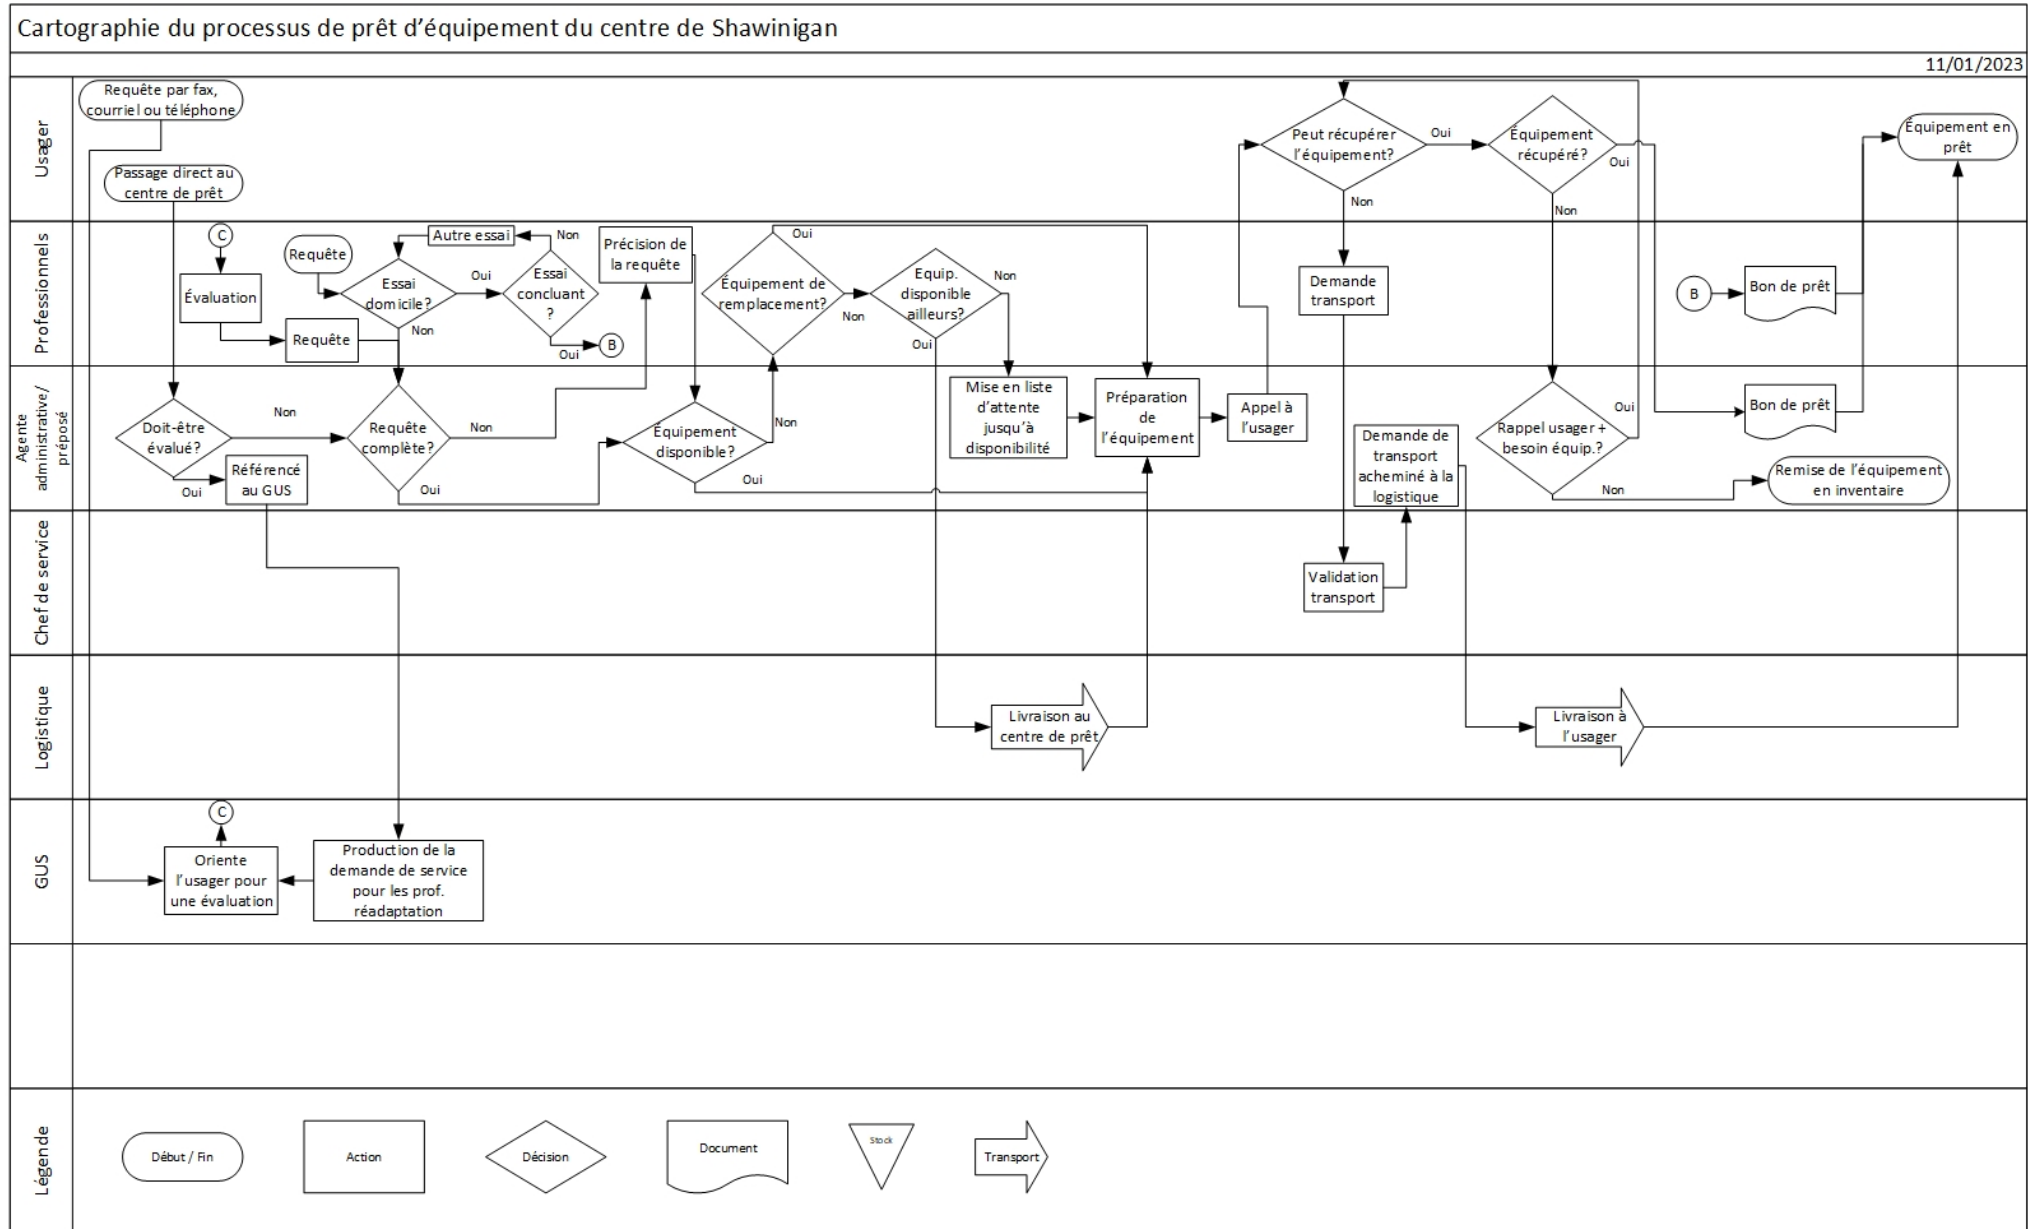 Cartographie du processus de prêt d’équipement du centre de Shawinigan
11/01/2023
Usager
Requête par fax,
courriel ou téléphone
Passage direct au
centre de prêt
Peut récupérer
l’équipement?
Oui
Non
Équipement
récupéré?
Oui
Non
Équipement en
prêt
Professionnels
C
Évaluation
Requête
Requête
Essai
domicile?
Oui
Non
Autre essai
Non
Essai
concluant
?
Oui
B
Précision de
la requête
Oui
Équipement de
remplacement?
Non
Equip.
disponible
ailleurs?
Non
Oui
Demande
transport
B
Bon de prêt
Agente
administrative/
préposé
Doit-être
évalué?
Non
Oui
Référencé
au GUS
Requête
complète?
Non
Oui
Équipement
disponible?
Non
Oui
Mise en liste
d’attente
jusqu’à
disponibilité
Préparation
de
l’équipement
Appel à
l’usager
Demande de
transport
acheminé à la
logistique
Rappel usager +
besoin équip.?
Oui
Non
Bon de prêt
Remise de l’équipement
en inventaire
Chef de service
Validation
transport
Logistique
Livraison au
centre de prêt
Livraison à
l’usager
GUS
C
Oriente
l’usager pour
une évaluation
Production de la
demande de service
pour les prof.
réadaptation
Légende
Début / Fin
Action
Décision
Document
Stock
Transport